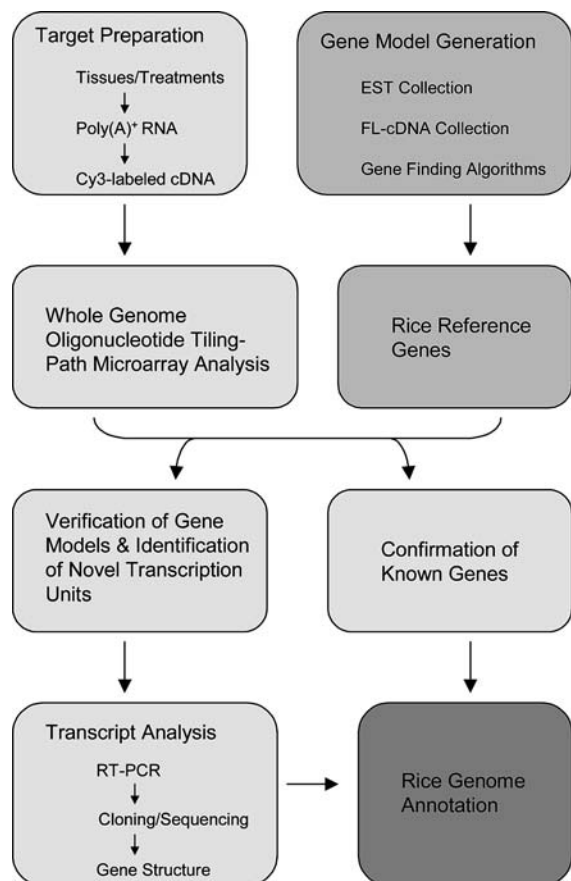 Target Preparation
Tissues/Treatments
Poly(A)⁺ RNA
Cy3-labeled cDNA
Gene Model Generation
EST Collection
FL-cDNA Collection
Gene Finding Algorithms
Whole Genome
Oligonucleotide Tiling-
Path Microarray Analysis
Rice Reference
Genes
Verification of Gene
Models & Identification
of Novel Transcription
Units
Confirmation of
Known Genes
Transcript Analysis
RT-PCR
Cloning/Sequencing
Gene Structure
Rice Genome
Annotation